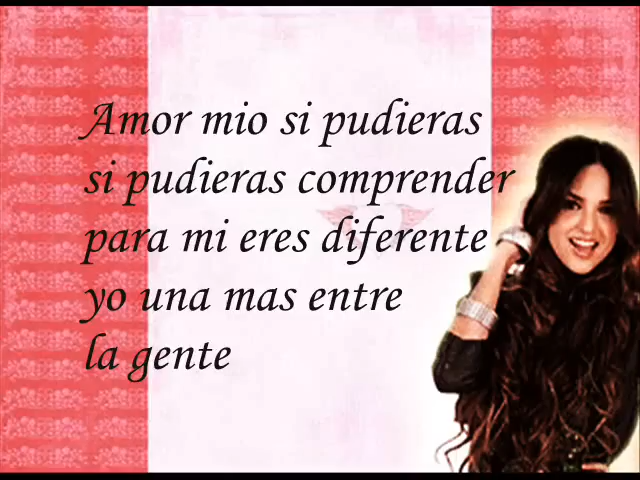 Amor mio si pudieras
si pudieras comprender
para mi eres diferente
yo una mas entre
la gente